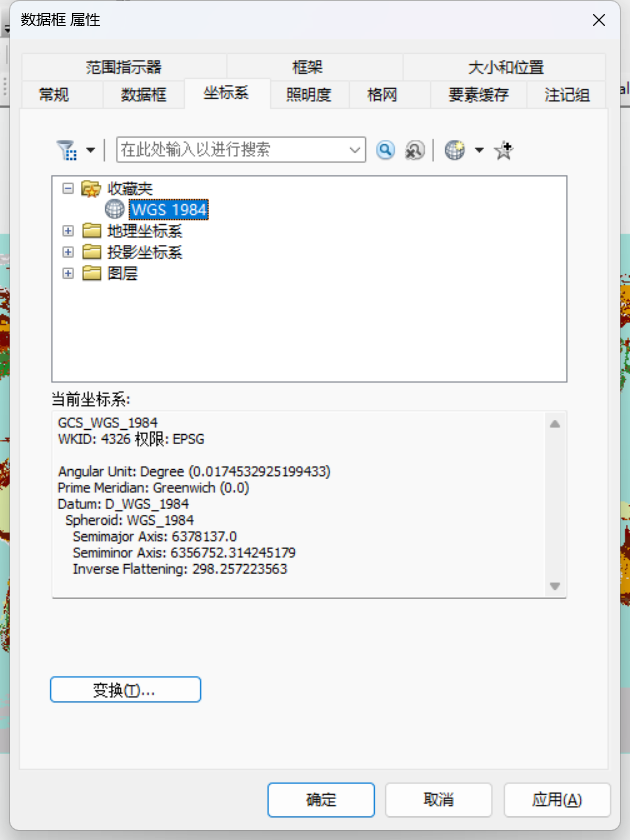 数据框 属性
范围指示器 框架 大小和位置
常规 数据框 坐标系 照明度 格网 要素缓存 注记组
在此处输入以进行搜索
收藏夹
WGS 1984
地理坐标系
投影坐标系
图层
当前坐标系:
GCS_WGS_1984
WKID: 4326 权限: EPSG
Angular Unit: Degree (0.0174532925199433)
Prime Meridian: Greenwich (0.0)
Datum: D_WGS_1984
Spheroid: WGS_1984
Semimajor Axis: 6378137.0
Semiminor Axis: 6356752.314245179
Inverse Flattening: 298.257223563
变换(T)...
确定 取消 应用(A)